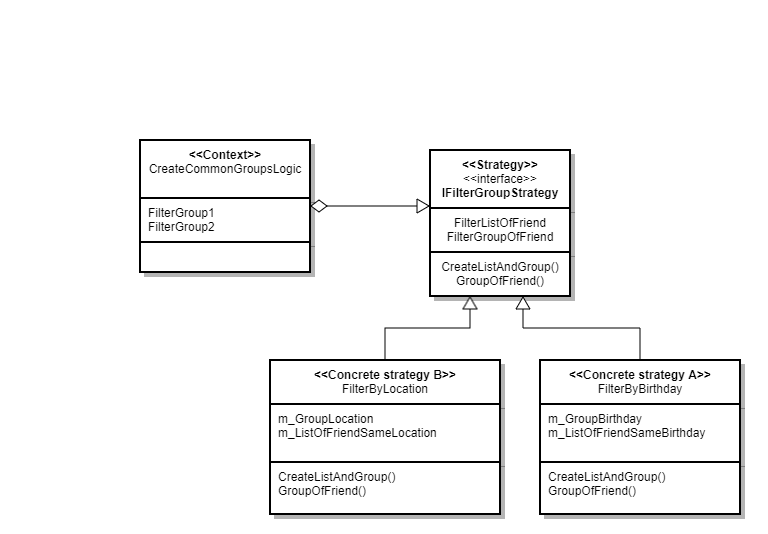 <<Context>>
CreateCommonGroupsLogic
FilterGroup1
FilterGroup2
<<Strategy>>
<<interface>>
IFilterGroupStrategy
FilterListOfFriend
FilterGroupOfFriend
CreateListAndGroup()
GroupOfFriend()
<<Concrete strategy B>>
FilterByLocation
m_GroupLocation
m_ListOfFriendSameLocation
CreateListAndGroup()
GroupOfFriend()
<<Concrete strategy A>>
FilterByBirthday
m_GroupBirthday
m_ListOfFriendSameBirthday
CreateListAndGroup()
GroupOfFriend()